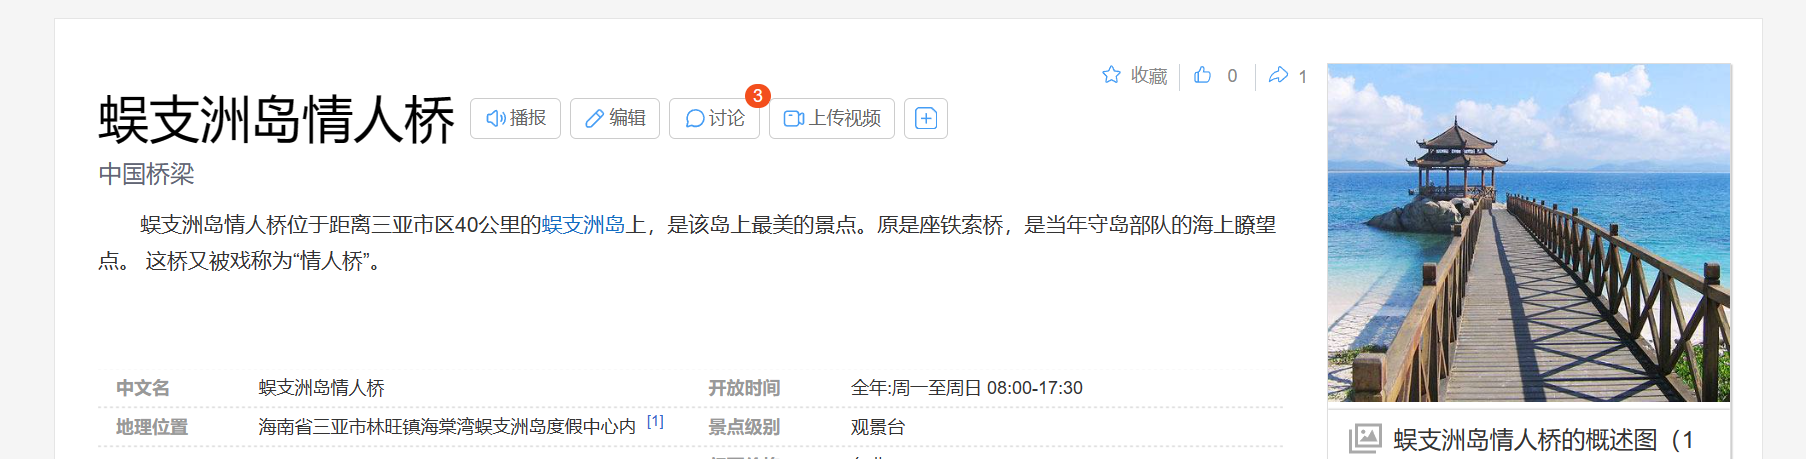 收藏 0 1
蜈支洲岛情人桥 播报 编辑 讨论 3 上传视频
中国桥梁
蜈支洲岛情人桥位于距离三亚市区40公里的蜈支洲岛上，是该岛上最美的景点。原是座铁索桥，是当年守岛部队的海上瞭望
点。 这桥又被戏称为“情人桥”。
中文名 蜈支洲岛情人桥 开放时间 全年:周一至周日 08:00-17:30
地理位置 海南省三亚市林旺镇海棠湾蜈支洲岛度假中心内 [1] 景点级别 观景台
蜈支洲岛情人桥的概述图（1